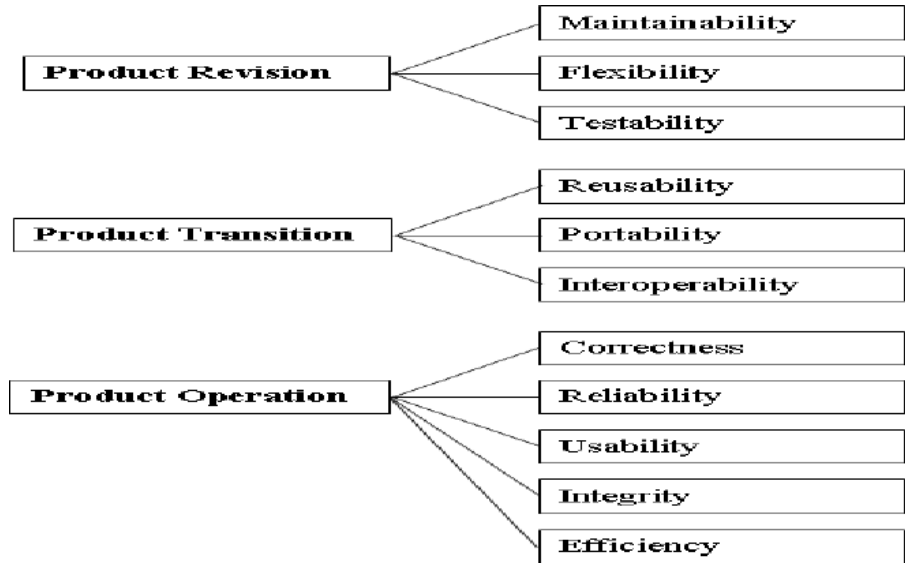 Product Revision
Maintainability
Flexibility
Testability
Product Transition
Reusability
Portability
Interoperability
Product Operation
Correctness
Reliability
Usability
Integrity
Efficiency